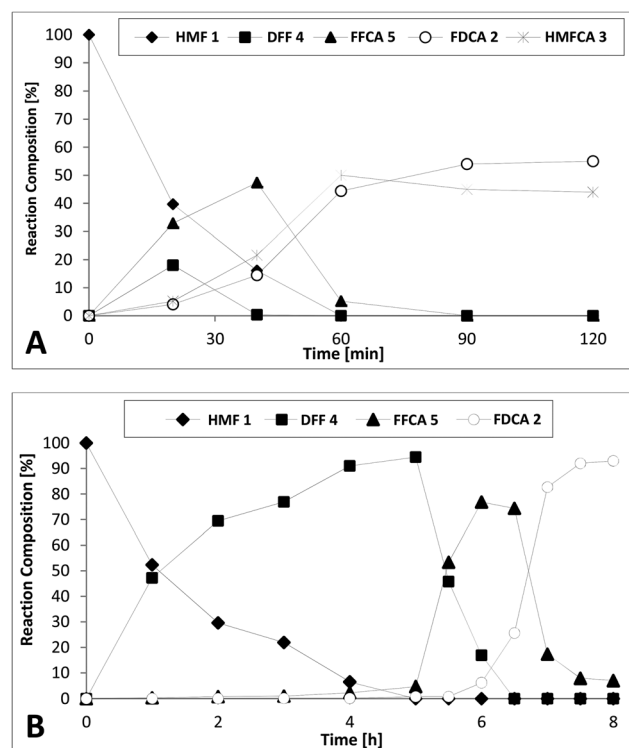 HMF 1 DFF 4 FFCA 5 FDCA 2 HMFCA 3
Reaction Composition [%]
100
90
80
70
60
50
40
30
20
10
0
0 30 60 90 120
Time [min]
A
HMF 1 DFF 4 FFCA 5 FDCA 2
Reaction Composition [%]
100
90
80
70
60
50
40
30
20
10
0
0 2 4 6 8
Time [h]
B